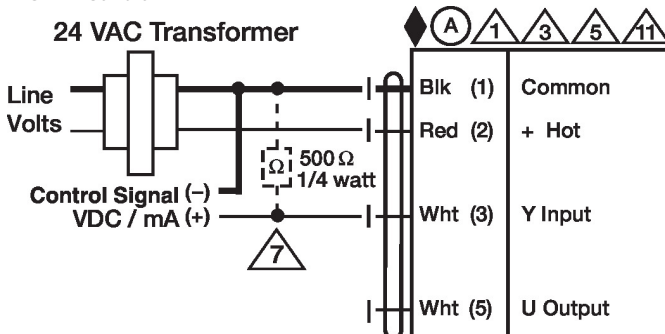 24 VAC Transformer
A 1 3 5 11
Line
Volts
Blk (1) Common
Red (2) + Hot
Ω 500 Ω
1/4 watt
Control Signal (–)
VDC / mA (+)
Wht (3) Y Input
7
Wht (5) U Output